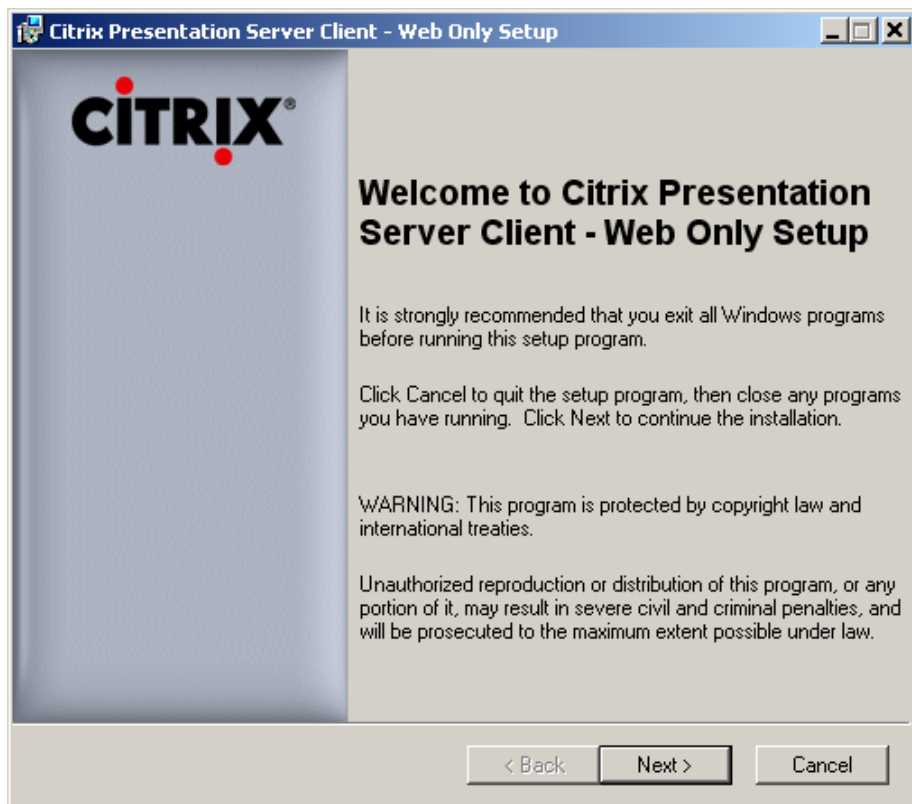 Citrix Presentation Server Client - Web Only Setup
CITRIX®
Welcome to Citrix Presentation
Server Client - Web Only Setup
It is strongly recommended that you exit all Windows programs
before running this setup program.
Click Cancel to quit the setup program, then close any programs
you have running.  Click Next to continue the installation.
WARNING: This program is protected by copyright law and
international treaties.
Unauthorized reproduction or distribution of this program, or any
portion of it, may result in severe civil and criminal penalties, and
will be prosecuted to the maximum extent possible under law.
< Back Next > Cancel